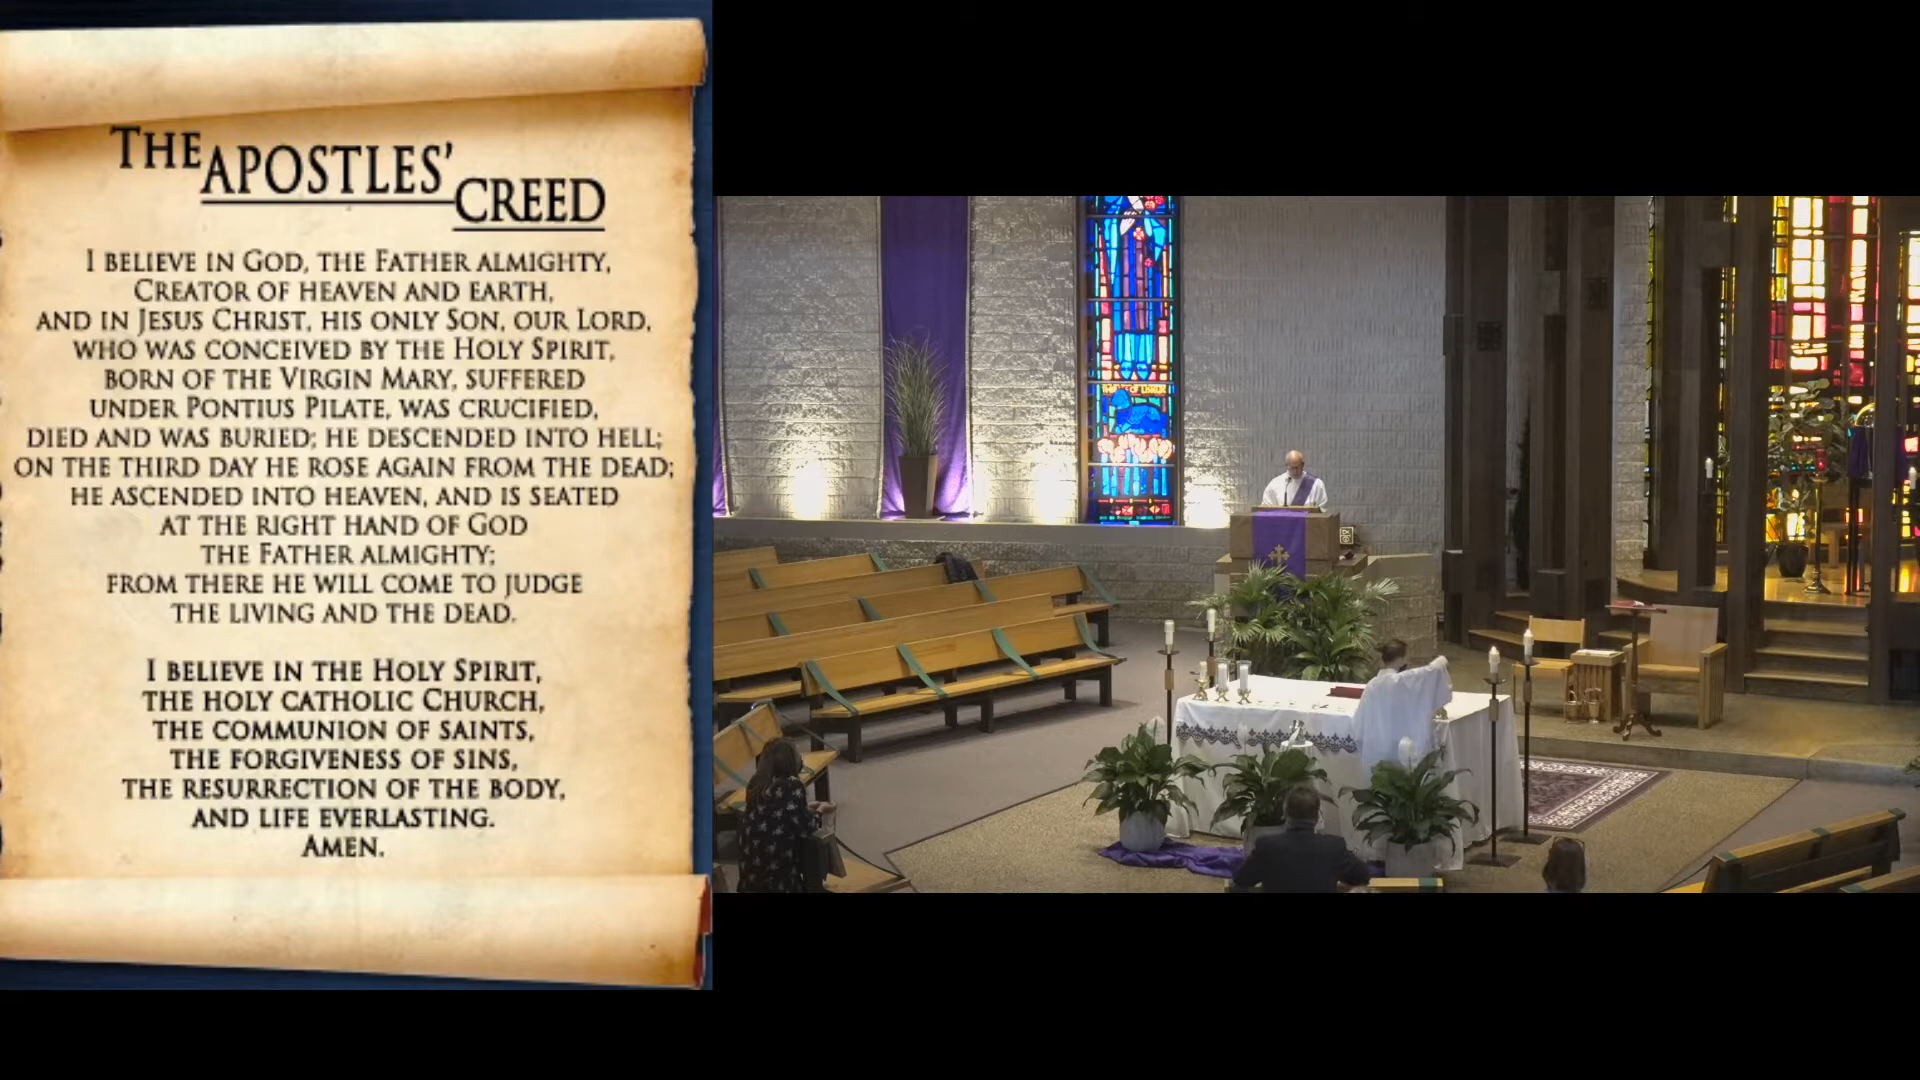 THE APOSTLES' CREED
I BELIEVE IN GOD, THE FATHER ALMIGHTY,
CREATOR OF HEAVEN AND EARTH,
AND IN JESUS CHRIST, HIS ONLY SON, OUR LORD,
WHO WAS CONCEIVED BY THE HOLY SPIRIT,
BORN OF THE VIRGIN MARY, SUFFERED
UNDER PONTIUS PILATE, WAS CRUCIFIED,
DIED AND WAS BURIED; HE DESCENDED INTO HELL;
ON THE THIRD DAY HE ROSE AGAIN FROM THE DEAD;
HE ASCENDED INTO HEAVEN, AND IS SEATED
AT THE RIGHT HAND OF GOD
THE FATHER ALMIGHTY;
FROM THERE HE WILL COME TO JUDGE
THE LIVING AND THE DEAD.
I BELIEVE IN THE HOLY SPIRIT,
THE HOLY CATHOLIC CHURCH,
THE COMMUNION OF SAINTS,
THE FORGIVENESS OF SINS,
THE RESURRECTION OF THE BODY,
AND LIFE EVERLASTING.
AMEN.